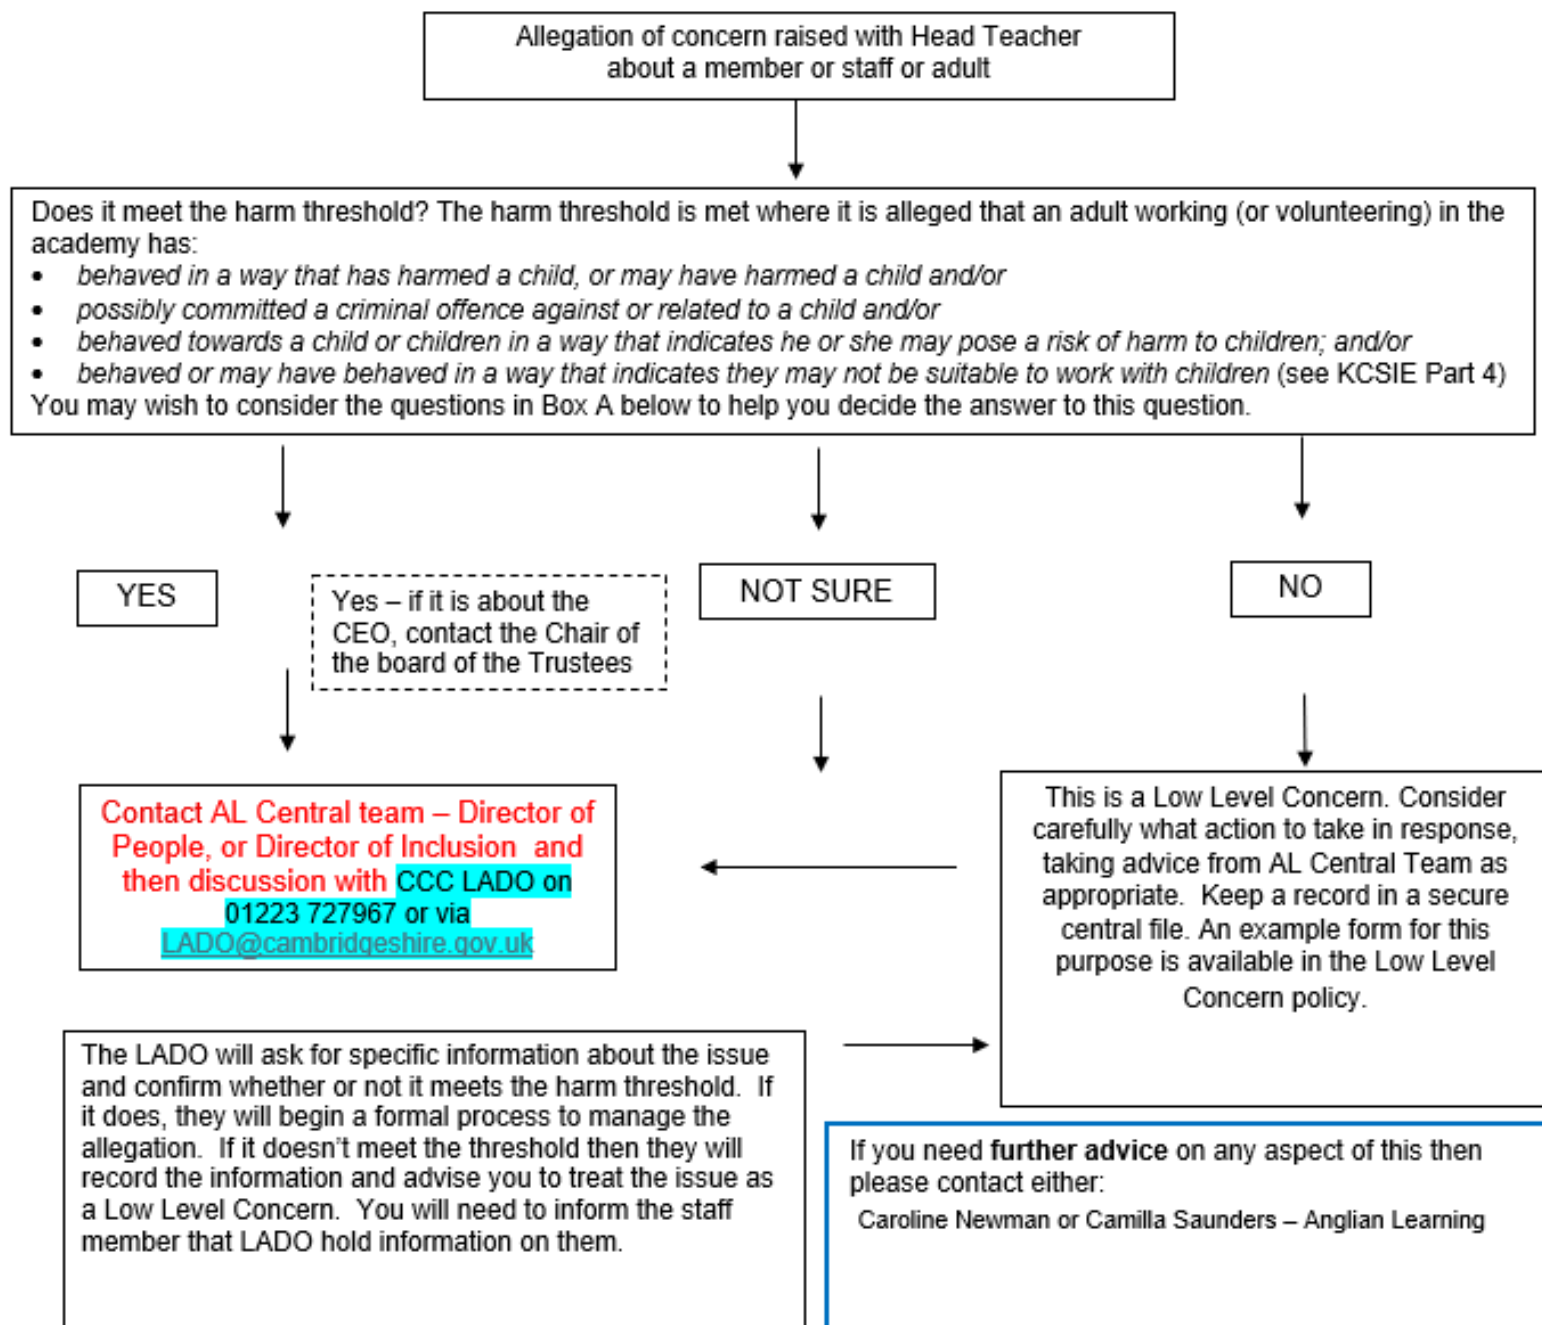 Allegation of concern raised with Head Teacher
about a member or staff or adult
Does it meet the harm threshold? The harm threshold is met where it is alleged that an adult working (or volunteering) in the
academy has:
• behaved in a way that has harmed a child, or may have harmed a child and/or
• possibly committed a criminal offence against or related to a child and/or
• behaved towards a child or children in a way that indicates he or she may pose a risk of harm to children; and/or
• behaved or may have behaved in a way that indicates they may not be suitable to work with children (see KCSIE Part 4)
You may wish to consider the questions in Box A below to help you decide the answer to this question.
YES
Yes – if it is about the
CEO, contact the Chair of
the board of the Trustees
NOT SURE
NO
Contact AL Central team – Director of
People, or Director of Inclusion and
then discussion with CCC LADO on
01223 727967 or via
LADO@cambridgeshire.gov.uk
This is a Low Level Concern. Consider
carefully what action to take in response,
taking advice from AL Central Team as
appropriate. Keep a record in a secure
central file. An example form for this
purpose is available in the Low Level
Concern policy.
The LADO will ask for specific information about the issue
and confirm whether or not it meets the harm threshold. If
it does, they will begin a formal process to manage the
allegation. If it doesn't meet the threshold then they will
record the information and advise you to treat the issue as
a Low Level Concern. You will need to inform the staff
member that LADO hold information on them.
If you need further advice on any aspect of this then
please contact either:
Caroline Newman or Camilla Saunders – Anglian Learning